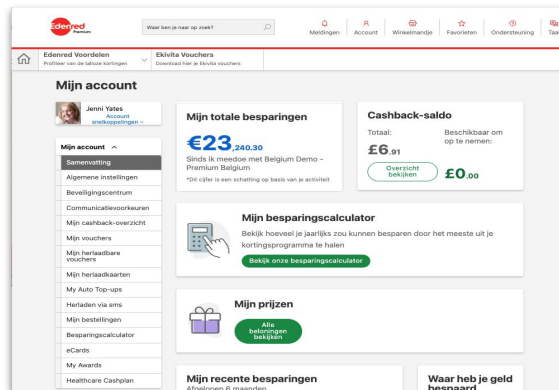 Edenred
Premium
Waar ben je naar op zoek?
Meldingen
Account
Winkelmandje
Favorieten
Ondersteuning
Taal
Edenred Voordelen
Profiteer van de talloze kortingen
Ekivita Vouchers
Download hier je Ekivita vouchers
Mijn account
Jenni Yates
Account
snelkoppelingen
Mijn account
Samenvatting
Algemene instellingen
Beveiligingscentrum
Communicatievoorkeuren
Mijn cashback-overzicht
Mijn vouchers
Mijn herlaadbare
vouchers
Mijn herlaadkaarten
My Auto Top-ups
Herladen via sms
Mijn bestellingen
Besparingscalculator
eCards
My Awards
Healthcare Cashplan
Mijn totale besparingen
€23,240.30
Sinds ik meedoe met Belgium Demo -
Premium Belgium
*Dit cijfer is een schatting op basis van je activiteit
Cashback-saldo
Totaal:
£6.91
Overzicht
bekijken
Beschikbaar om
op te nemen:
£0.00
Mijn besparingscalculator
Bekijk hoeveel je jaarlijks zou kunnen besparen door het meeste uit je
kortingsprogramma te halen
Bekijk onze besparingscalculator
Mijn prijzen
Alle
beloningen
bekijken
Mijn recente besparingen
Afgelopen 6 maanden
Waar heb je geld
bespaard